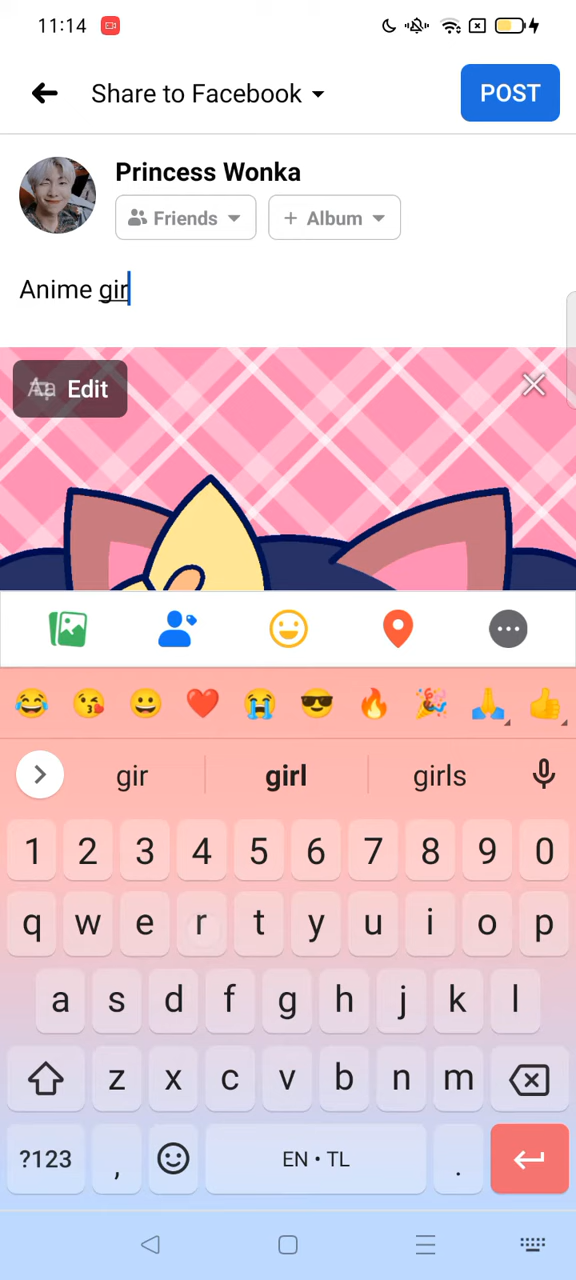 11:14
Share to Facebook
POST
Princess Wonka
Friends
+ Album
Anime gir
Aa Edit
gir girl girls
1 2 3 4 5 6 7 8 9 0
q w e r t y u i o p
a s d f g h j k l
z x c v b n m
?123 , EN • TL .